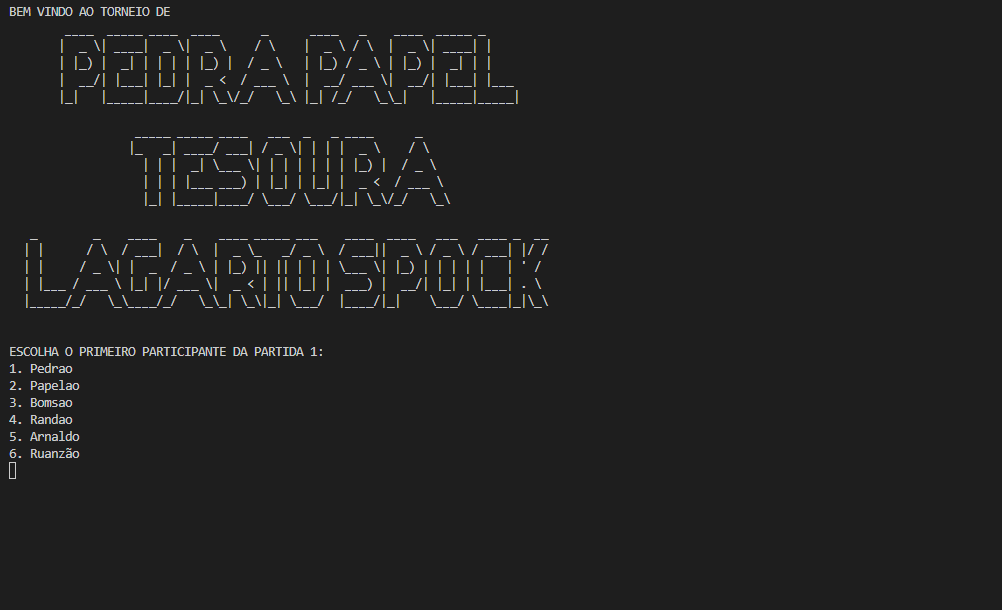 BEM VINDO AO TORNEIO DE
PEDRA PAPEL
TESOURA
LAGARTO SPOCK
ESCOLHA O PRIMEIRO PARTICIPANTE DA PARTIDA 1:
1. Pedrao
2. Papelao
3. Bomsao
4. Randao
5. Arnaldo
6. Ruanzão